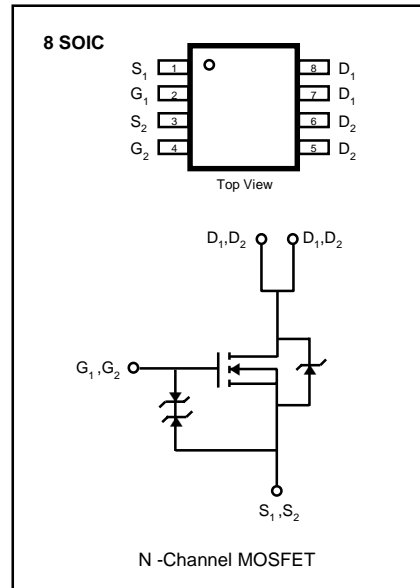 8 SOIC
S1 1 8 D1
G1 2 7 D1
S2 3 6 D2
G2 4 5 D2
Top View
D1,D2 D1,D2
G1,G2
S1,S2
N -Channel MOSFET